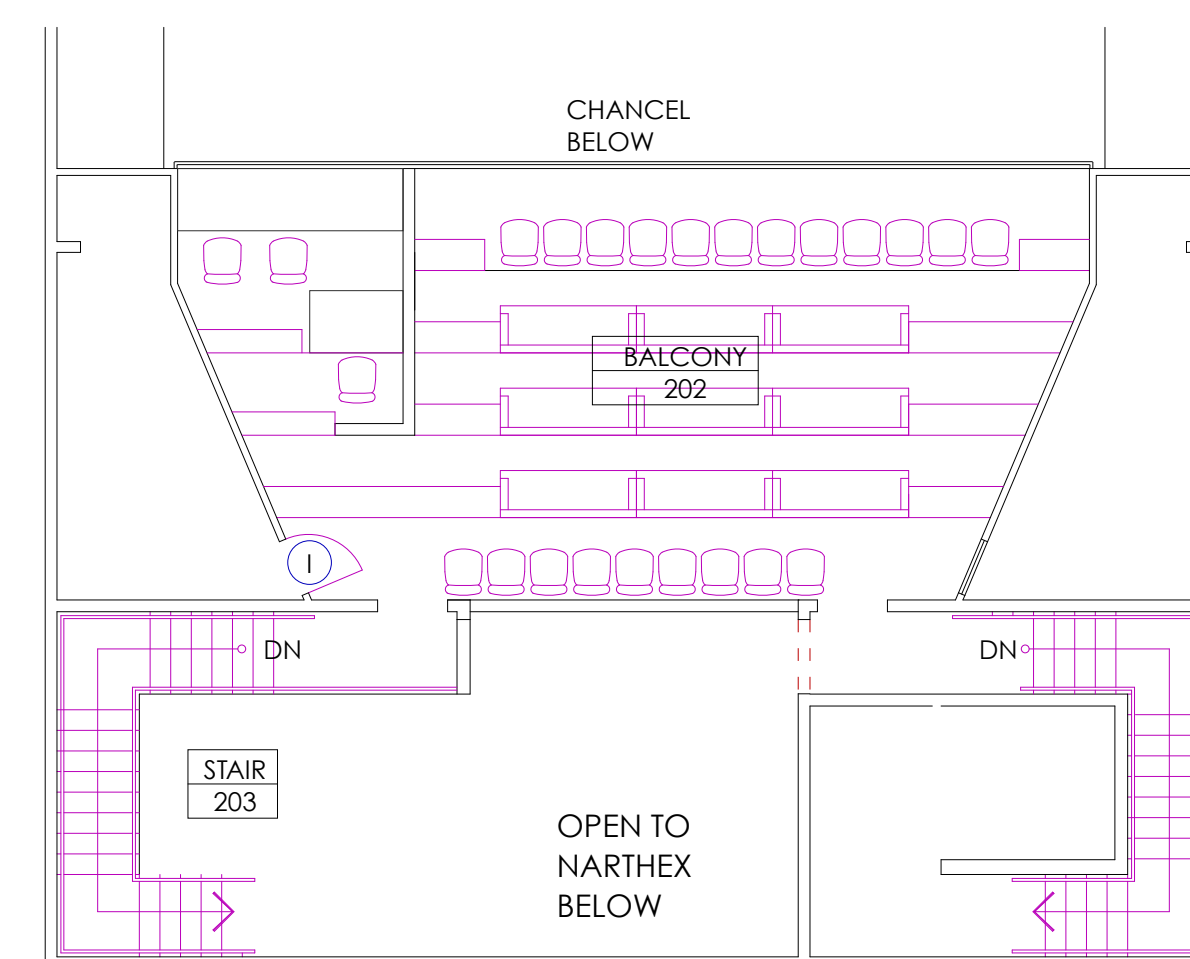 CHANCEL
BELOW
BALCONY
202
I
DN
DN
STAIR
203
OPEN TO
NARTHEX
BELOW